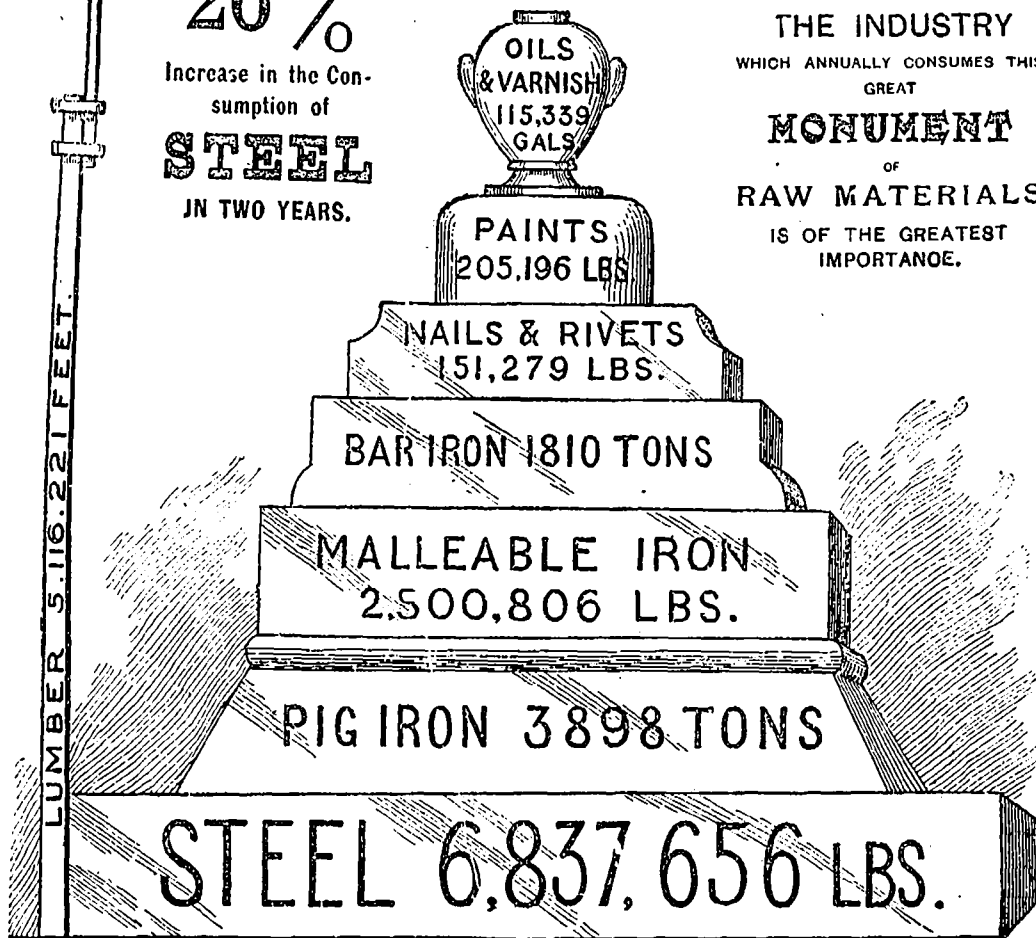 20%
Increase in the Con-
sumption of
STEEL
IN TWO YEARS.
THE INDUSTRY
WHICH ANNUALLY CONSUMES THIS
GREAT
MONUMENT
OF
RAW MATERIALS
IS OF THE GREATEST
IMPORTANCE.
OILS
& VARNISH
115,339
GALS
PAINTS
205,196 LBS
NAILS & RIVETS
151,279 LBS.
BAR IRON 1810 TONS
MALLEABLE IRON
2,500,806 LBS.
PIG IRON 3898 TONS
STEEL 6,837,656 LBS.
LUMBER 5.116.221 FEET.